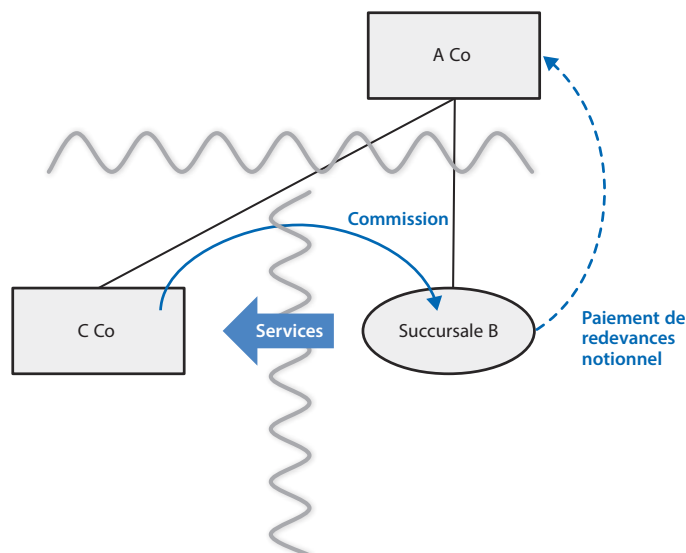 A Co
Commission
C Co
Services
Succursale B
Paiement de
redevances
notionnel